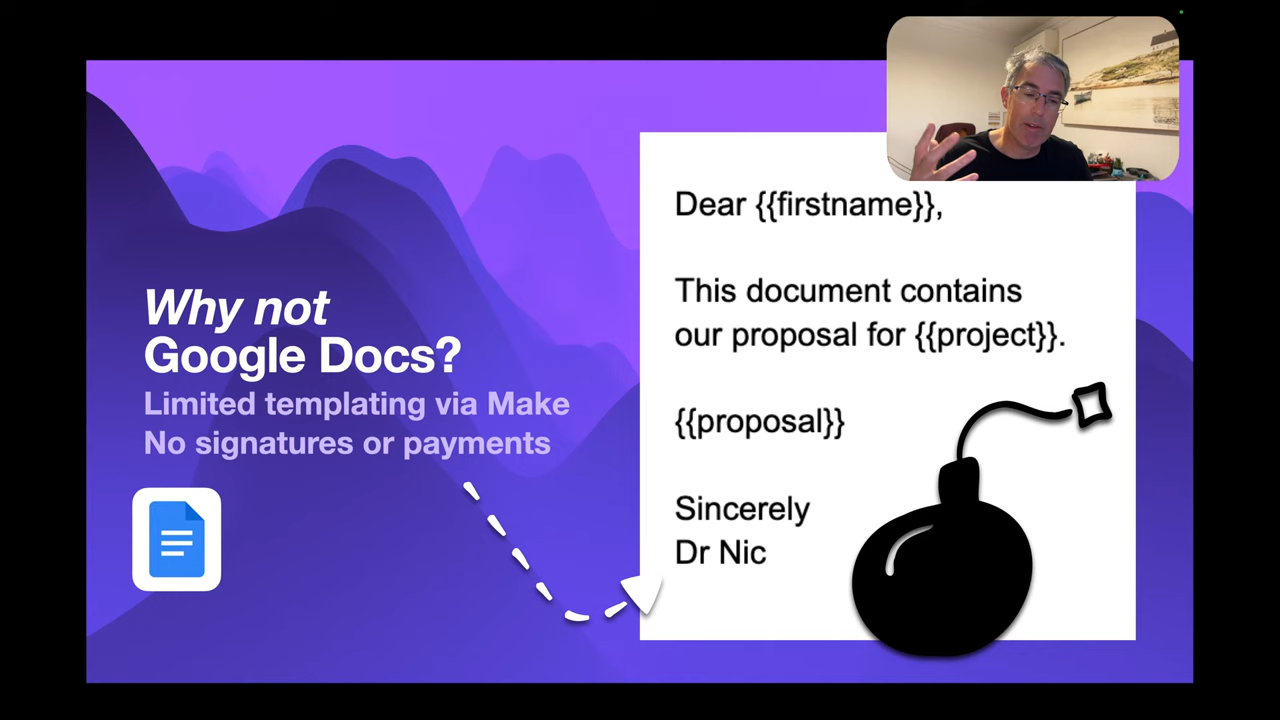 Why not
Google Docs?
Limited templating via Make
No signatures or payments
Dear {{firstname}},
This document contains
our proposal for {{project}}.
{{proposal}}
Sincerely
Dr Nic